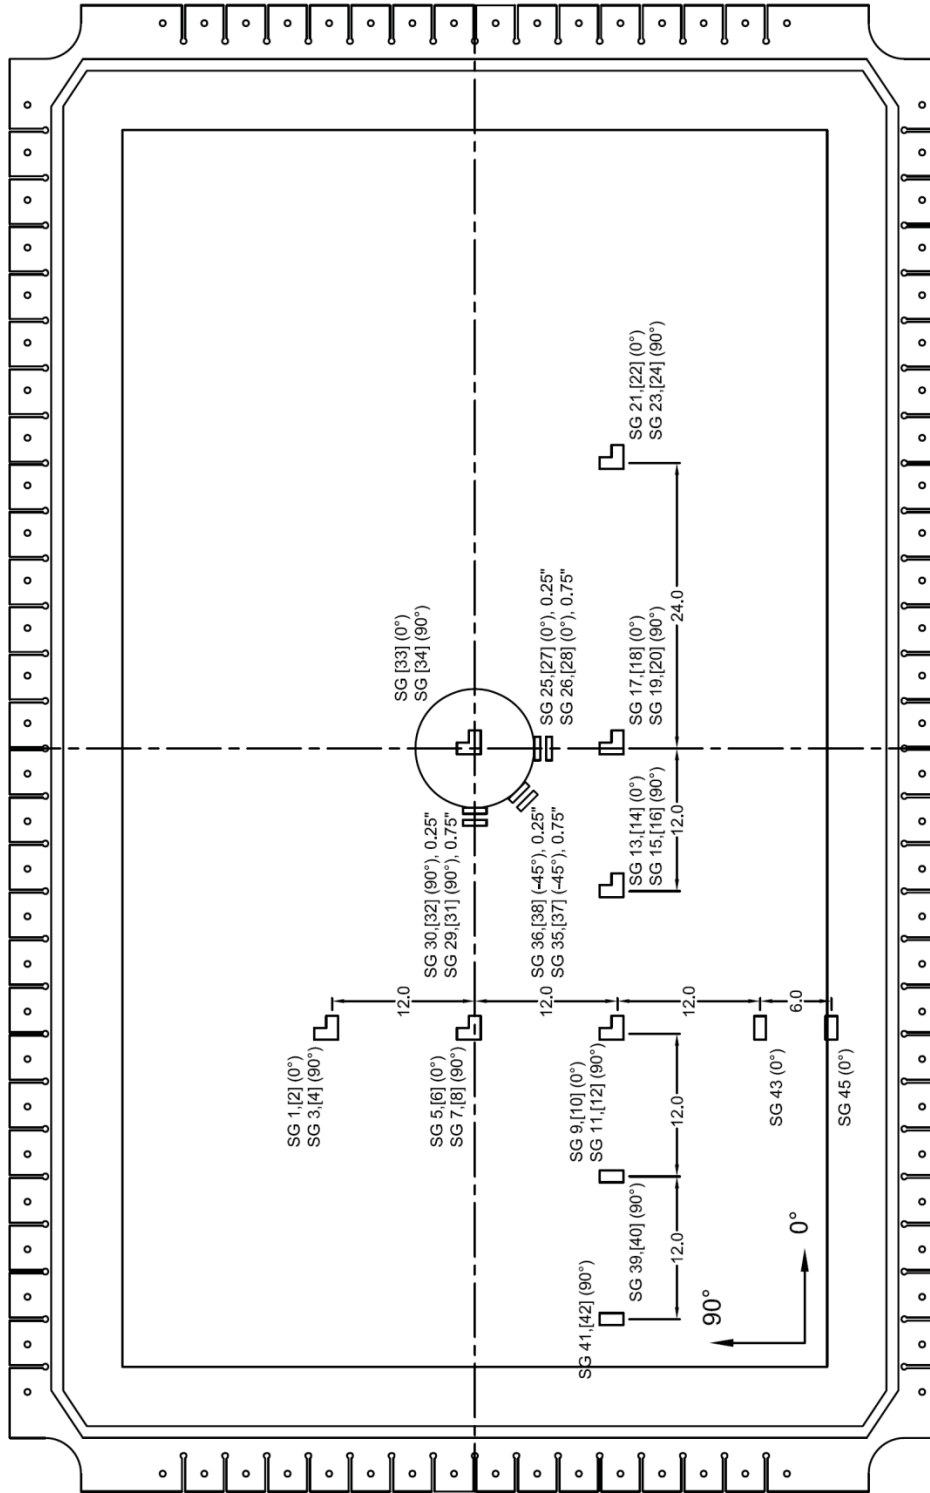 SG 1,[2] (0°)
SG 3,[4] (90°)
12.0
SG 5,[6] (0°)
SG 7,[8] (90°)
12.0
SG 9,[10] (0°)
SG 11,[12] (90°)
12.0
6.0
SG 43 (0°)
SG 45 (0°)
12.0
SG 39,[40] (90°)
12.0
SG 41,[42] (90°)
90°
0°
SG [33] (0°)
SG [34] (90°)
SG 30,[32] (90°), 0.25"
SG 29,[31] (90°), 0.75"
SG 36,[38] (-45°), 0.25"
SG 35,[37] (-45°), 0.75"
SG 25,[27] (0°), 0.25"
SG 26,[28] (0°), 0.75"
SG 13,[14] (0°)
SG 15,[16] (90°)
12.0
SG 17,[18] (0°)
SG 19,[20] (90°)
24.0
SG 21,[22] (0°)
SG 23,[24] (90°)